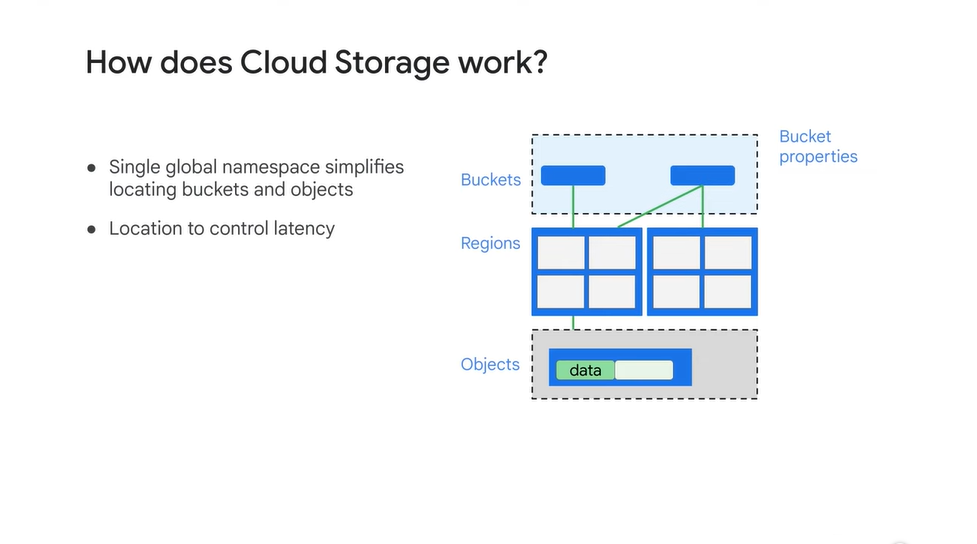 How does Cloud Storage work?
● Single global namespace simplifies
locating buckets and objects
● Location to control latency
Bucket
properties
Buckets
Regions
Objects
data